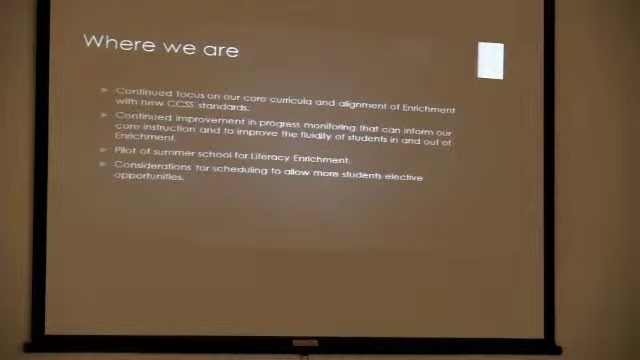 Where we are
Continued focus on our core curricula and alignment of Enrichment
with new CCSS standards.
Continued improvement in progress monitoring that can inform our
core instruction and to improve the fluidity of students in and out of
Enrichment.
Pilot of summer school for Literacy Enrichment.
Considerations for scheduling to allow more students elective
opportunities.